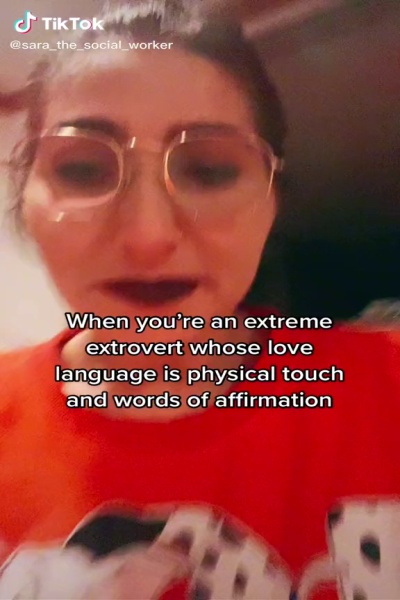 TikTok
@sara_the_social_worker
When you're an extreme
extrovert whose love
language is physical touch
and words of affirmation